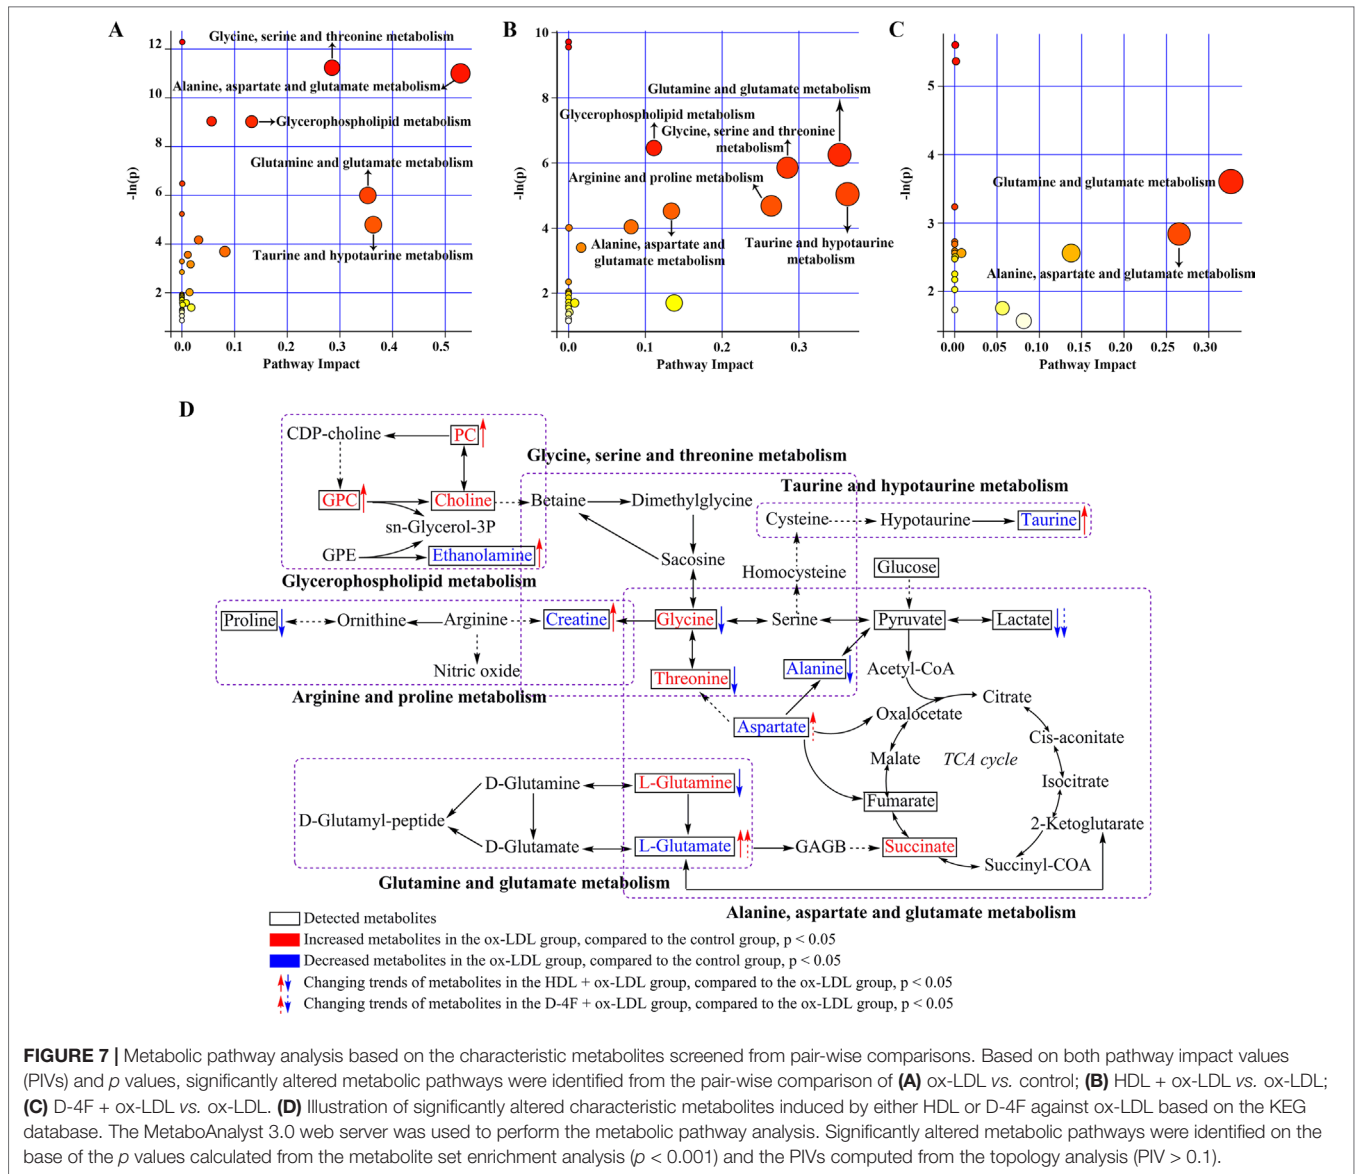 A
Glycine, serine and threonine metabolism
Alanine, aspartate and glutamate metabolism
Glycerophospholipid metabolism
Glutamine and glutamate metabolism
Taurine and hypotaurine metabolism
12
10
8
6
4
2
-ln(p)
0.0 0.1 0.2 0.3 0.4 0.5
Pathway Impact
B
Glutamine and glutamate metabolism
Glycerophospholipid metabolism
Glycine, serine and threonine
metabolism
Arginine and proline metabolism
Alanine, aspartate and
glutamate metabolism
Taurine and hypotaurine
metabolism
10
8
6
4
2
-ln(p)
0.0 0.1 0.2 0.3
Pathway Impact
C
Glutamine and glutamate metabolism
Alanine, aspartate and glutamate metabolism
5
4
3
2
-ln(p)
0.00 0.05 0.10 0.15 0.20 0.25 0.30
Pathway Impact
D
CDP-choline
PC
GPC
Choline
sn-Glycerol-3P
GPE
Ethanolamine
Glycerophospholipid metabolism
Glycine, serine and threonine metabolism
Betaine
Dimethylglycine
Sacosine
Taurine and hypotaurine metabolism
Cysteine
Hypotaurine
Taurine
Homocysteine
Glucose
Proline
Ornithine
Arginine
Creatine
Glycine
Serine
Pyruvate
Lactate
Nitric oxide
Threonine
Alanine
Acetyl-CoA
Arginine and proline metabolism
Aspartate
Oxalocetate
Citrate
Malate
TCA cycle
Cis-aconitate
Isocitrate
D-Glutamine
L-Glutamine
Fumarate
D-Glutamyl-peptide
2-Ketoglutarate
D-Glutamate
L-Glutamate
GAGB
Succinate
Succinyl-COA
Glutamine and glutamate metabolism
Alanine, aspartate and glutamate metabolism
Detected metabolites
Increased metabolites in the ox-LDL group, compared to the control group, p < 0.05
Decreased metabolites in the ox-LDL group, compared to the control group, p < 0.05
Changing trends of metabolites in the HDL + ox-LDL group, compared to the ox-LDL group, p < 0.05
Changing trends of metabolites in the D-4F + ox-LDL group, compared to the ox-LDL group, p < 0.05
FIGURE 7 | Metabolic pathway analysis based on the characteristic metabolites screened from pair-wise comparisons. Based on both pathway impact values
(PIVs) and p values, significantly altered metabolic pathways were identified from the pair-wise comparison of (A) ox-LDL vs. control; (B) HDL + ox-LDL vs. ox-LDL;
(C) D-4F + ox-LDL vs. ox-LDL. (D) Illustration of significantly altered characteristic metabolites induced by either HDL or D-4F against ox-LDL based on the KEG
database. The MetaboAnalyst 3.0 web server was used to perform the metabolic pathway analysis. Significantly altered metabolic pathways were identified on the
base of the p values calculated from the metabolite set enrichment analysis (p < 0.001) and the PIVs computed from the topology analysis (PIV > 0.1).